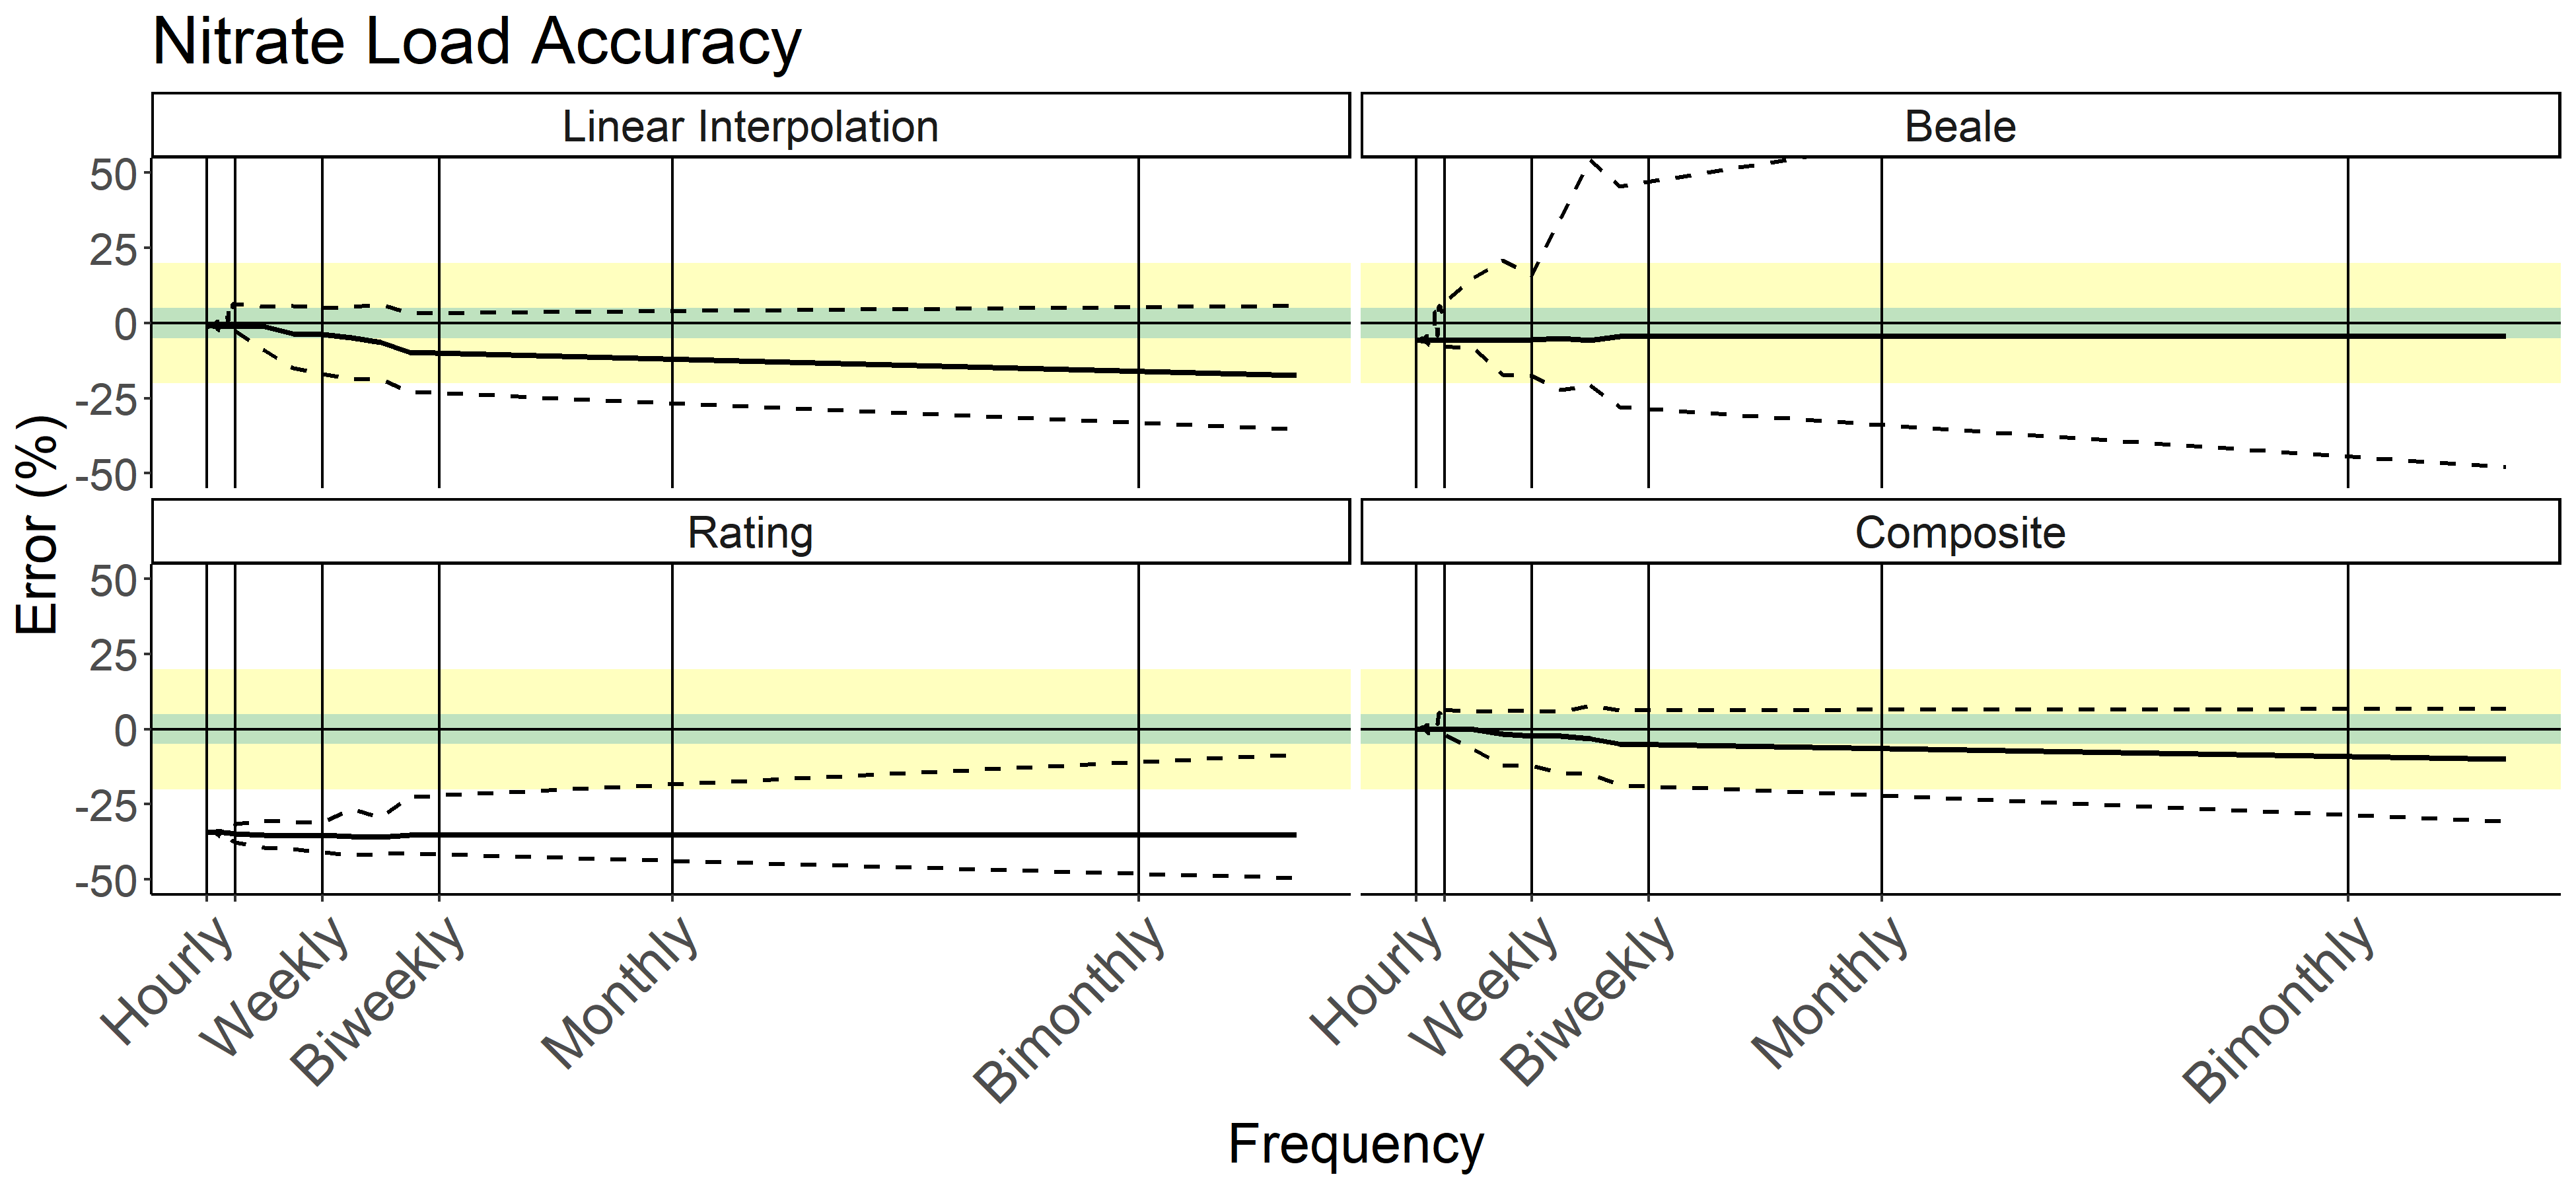 Nitrate Load Accuracy
Linear Interpolation
Beale
50
25
0
-25
-50
Error (%)
Rating
Composite
50
25
0
-25
-50
Hourly
Weekly
Biweekly
Monthly
Bimonthly
Hourly
Weekly
Biweekly
Monthly
Bimonthly
Frequency